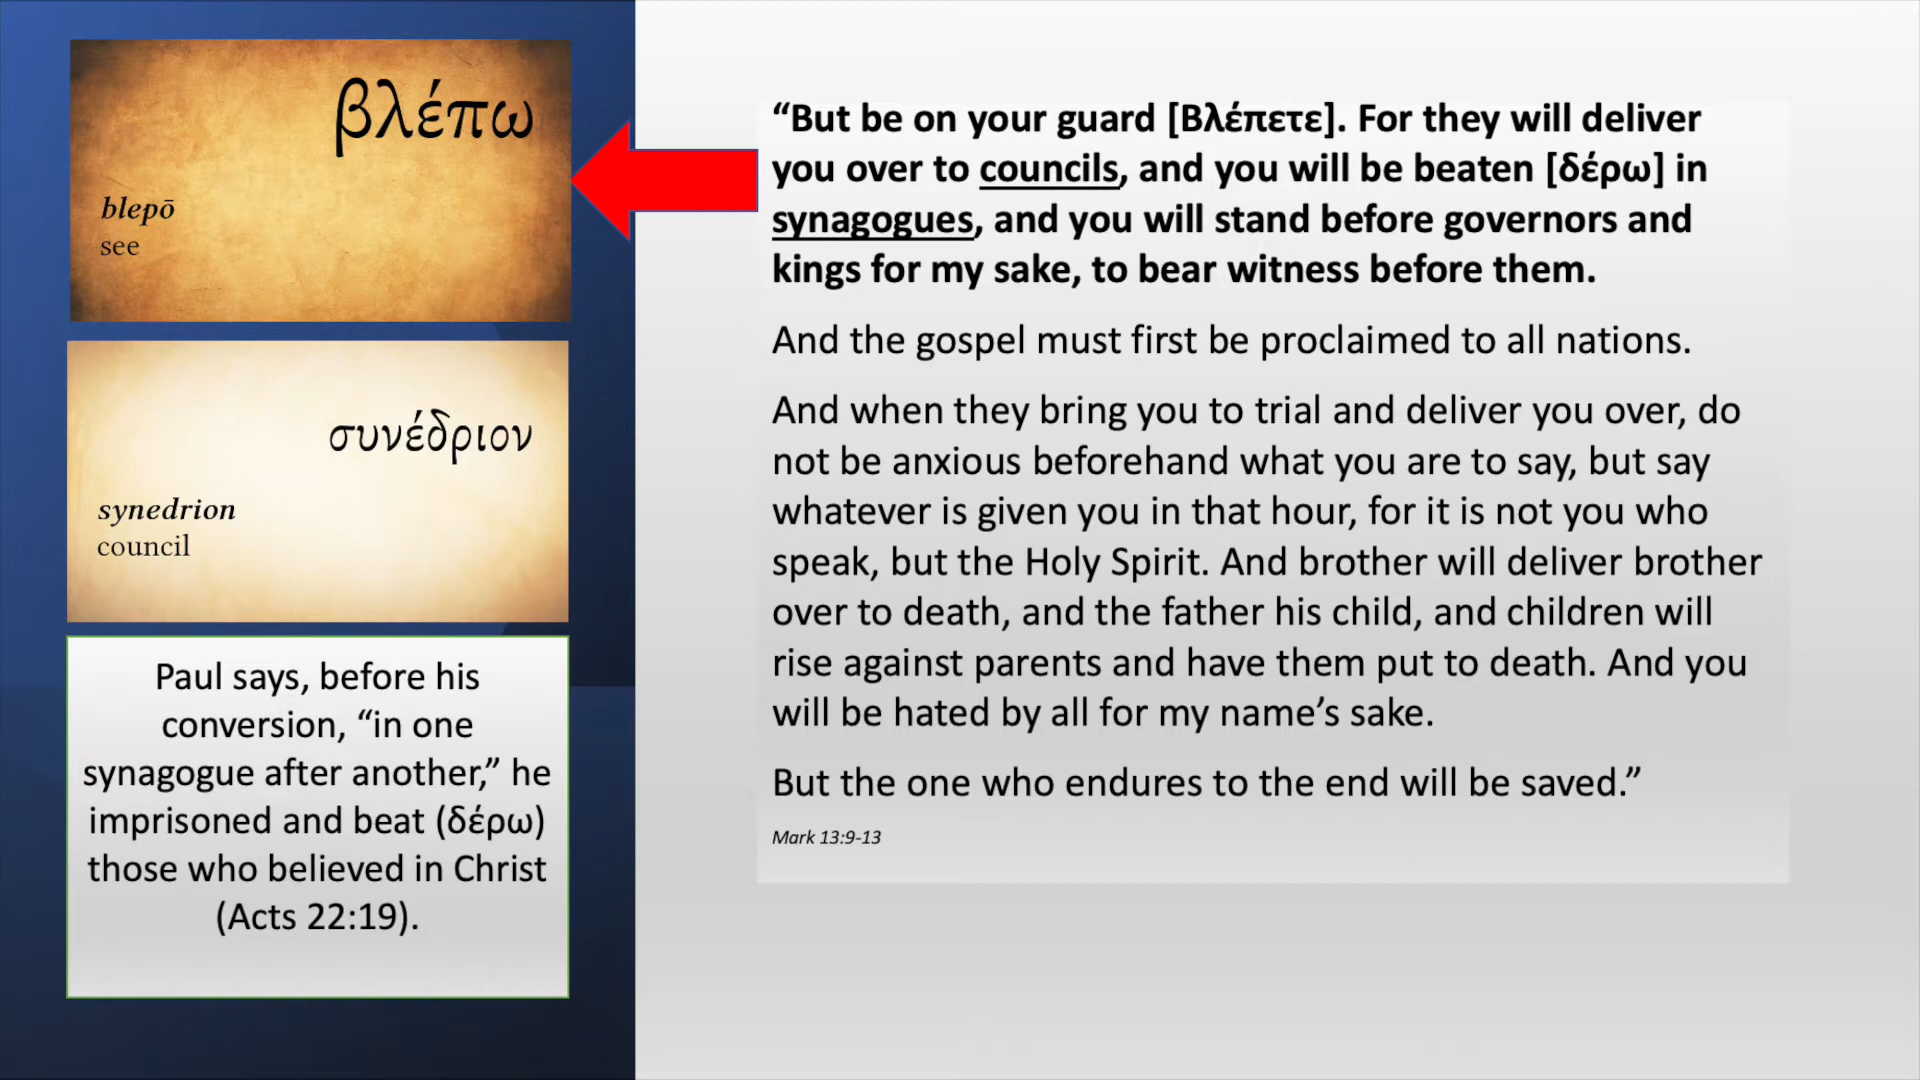 βλέπω
blepō
see
συνέδριον
synedrion
council
Paul says, before his
conversion, “in one
synagogue after another,” he
imprisoned and beat (δέρω)
those who believed in Christ
(Acts 22:19).
“But be on your guard [Βλέπετε]. For they will deliver
you over to councils, and you will be beaten [δέρω] in
synagogues, and you will stand before governors and
kings for my sake, to bear witness before them.
And the gospel must first be proclaimed to all nations.
And when they bring you to trial and deliver you over, do
not be anxious beforehand what you are to say, but say
whatever is given you in that hour, for it is not you who
speak, but the Holy Spirit. And brother will deliver brother
over to death, and the father his child, and children will
rise against parents and have them put to death. And you
will be hated by all for my name’s sake.
But the one who endures to the end will be saved.”
Mark 13:9-13